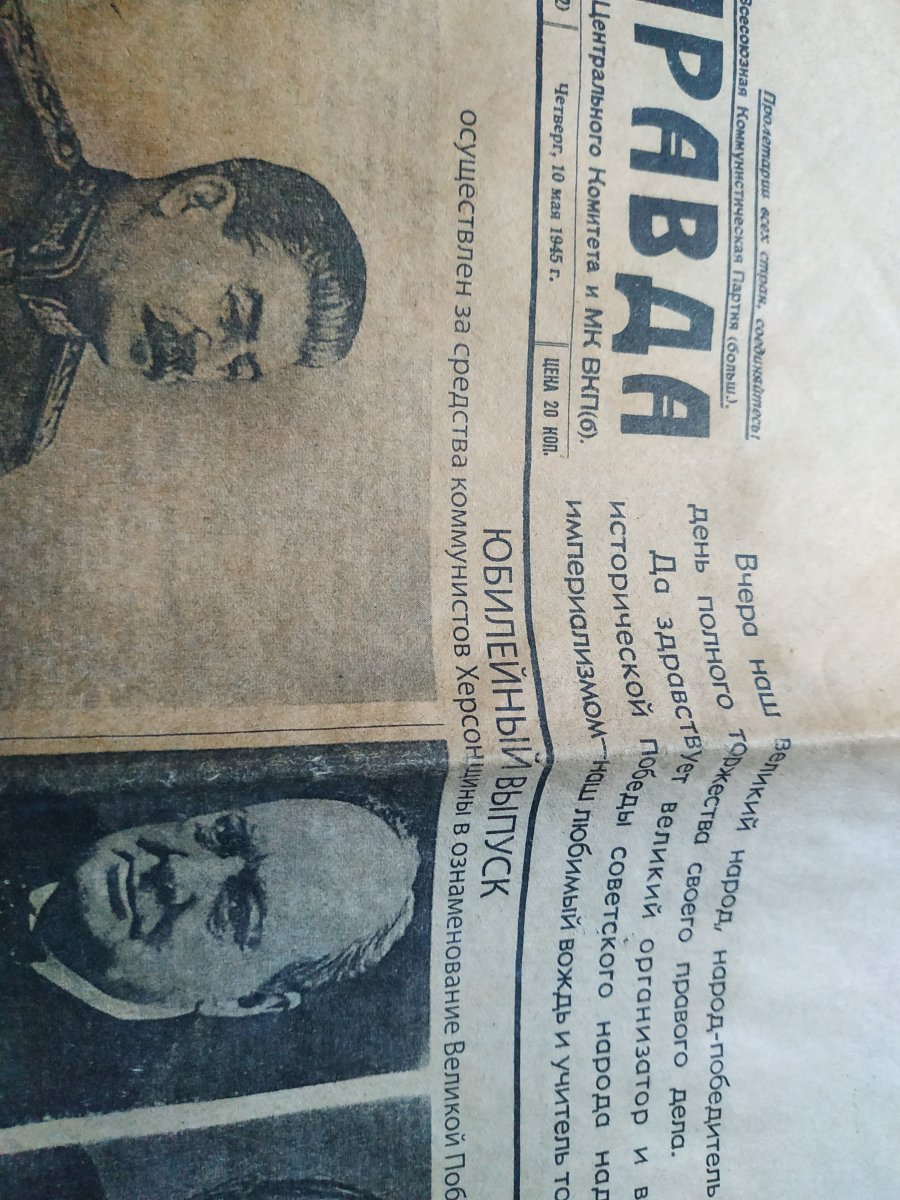 Пролетарии всех стран, соединяйтесь!
Всесоюзная Коммунистическая Партия (больш).
ПРАВДА
Центрального Комитета и МК ВКП(б).
Четверг, 10 мая 1945 г.
ЦЕНА 20 КОП.
Вчера наш великий народ, народ-победитель
день полного торжества своего правого дела.
Да здравствует великий организатор и в
исторической победы советского народа над
империализмом — наш любимый вождь и учитель то
ЮБИЛЕЙНЫЙ ВЫПУСК
осуществлен за средства коммунистов Херсонщины в ознаменование Великой Поб